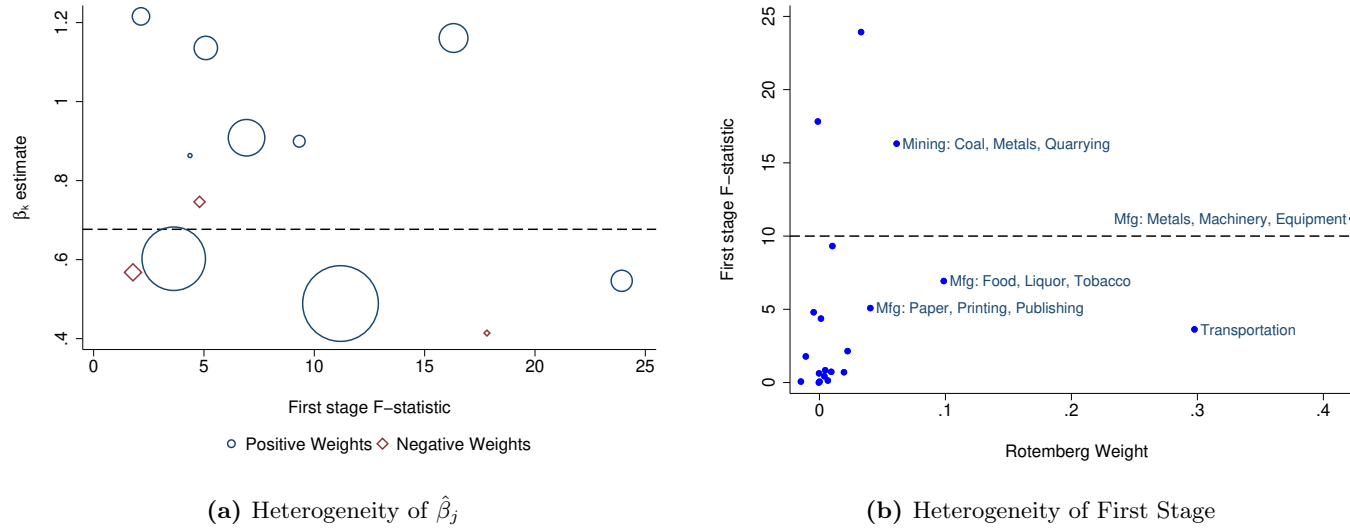 1.2
1
.8
.6
.4
β_k estimate
0 5 10 15 20 25
First stage F−statistic
Positive Weights Negative Weights
(a) Heterogeneity of β̂_j
25
20
15
10
5
0
First stage F−statistic
Mining: Coal, Metals, Quarrying
Mfg: Metals, Machinery, Equipment
Mfg: Food, Liquor, Tobacco
Mfg: Paper, Printing, Publishing
Transportation
0 .1 .2 .3 .4
Rotemberg Weight
(b) Heterogeneity of First Stage